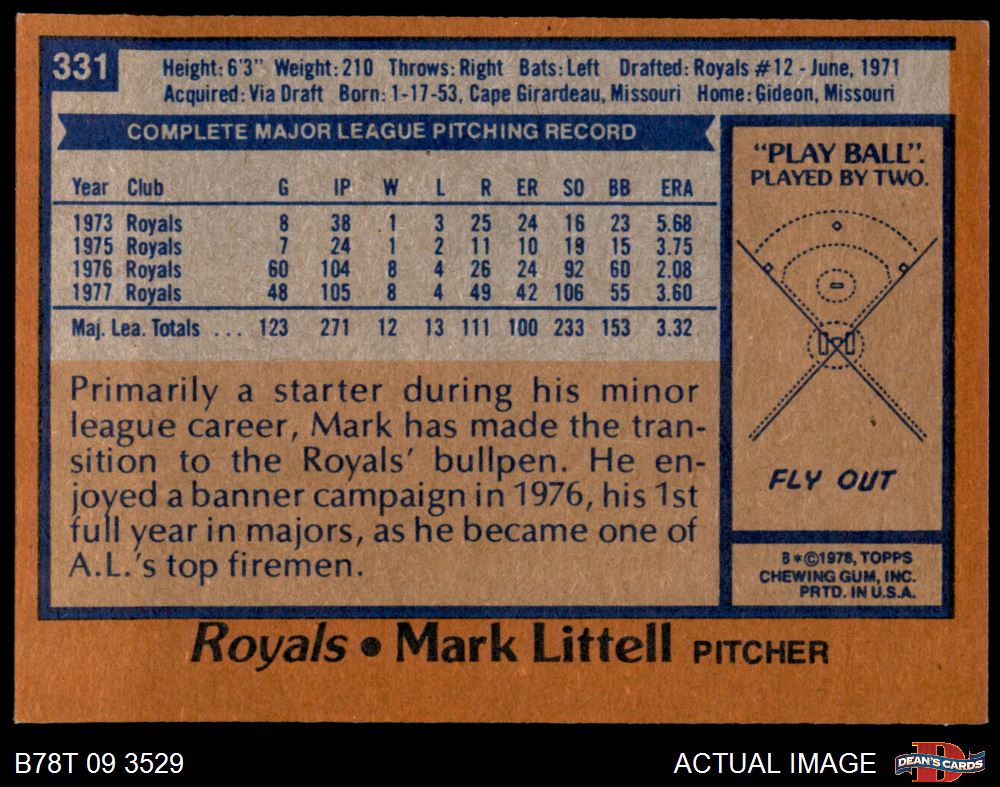 331
Height: 6'3" Weight: 210 Throws: Right Bats: Left Drafted: Royals #12 - June, 1971
Acquired: Via Draft Born: 1-17-53, Cape Girardeau, Missouri Home: Gideon, Missouri
COMPLETE MAJOR LEAGUE PITCHING RECORD
Year Club G IP W L R ER SO BB ERA
1973 Royals 8 38 1 3 25 24 16 23 5.68
1975 Royals 7 24 1 2 11 10 19 15 3.75
1976 Royals 60 104 8 4 26 24 92 60 2.08
1977 Royals 48 105 8 4 49 42 106 55 3.60
Maj. Lea. Totals ... 123 271 12 13 111 100 233 153 3.32
Primarily a starter during his minor
league career, Mark has made the tran-
sition to the Royals' bullpen. He en-
joyed a banner campaign in 1976, his 1st
full year in majors, as he became one of
A.L.'s top firemen.
"PLAY BALL".
PLAYED BY TWO.
FLY OUT
B*©1978, TOPPS
CHEWING GUM, INC.
PRTD. IN U.S.A.
Royals • Mark Littell PITCHER
B78T 09 3529
ACTUAL IMAGE
D
DEAN'S CARDS